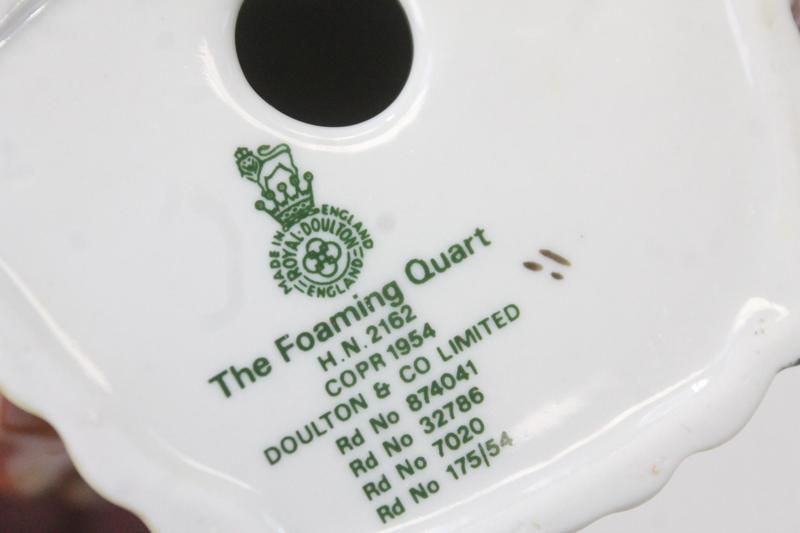 MADE IN ENGLAND
ROYAL·DOULTON
ENGLAND
The Foaming Quart
H.N. 2162
COPR 1954
DOULTON & CO LIMITED
Rd No 874041
Rd No 32786
Rd No 7020
Rd No 175/54